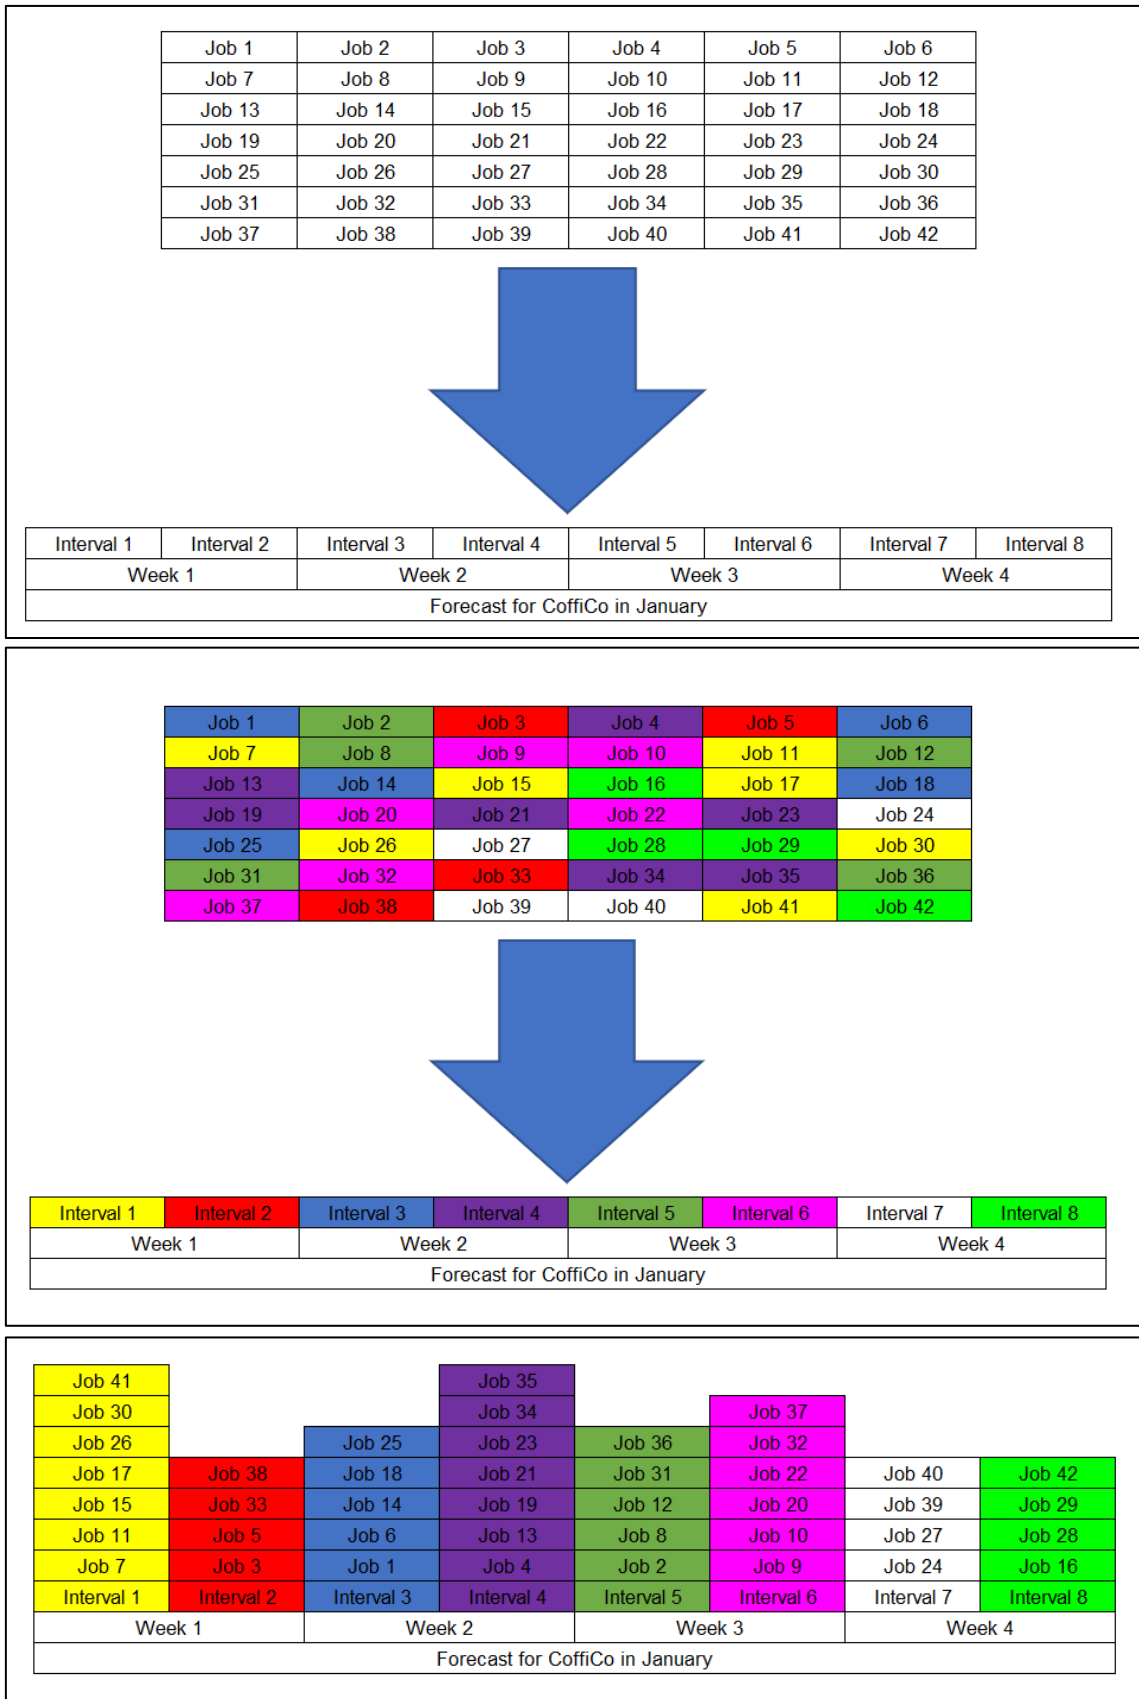 Job 1 Job 2 Job 3 Job 4 Job 5 Job 6
Job 7 Job 8 Job 9 Job 10 Job 11 Job 12
Job 13 Job 14 Job 15 Job 16 Job 17 Job 18
Job 19 Job 20 Job 21 Job 22 Job 23 Job 24
Job 25 Job 26 Job 27 Job 28 Job 29 Job 30
Job 31 Job 32 Job 33 Job 34 Job 35 Job 36
Job 37 Job 38 Job 39 Job 40 Job 41 Job 42
Interval 1 Interval 2 Interval 3 Interval 4 Interval 5 Interval 6 Interval 7 Interval 8
Week 1 Week 2 Week 3 Week 4
Forecast for CoffiCo in January
Job 1 Job 2 Job 3 Job 4 Job 5 Job 6
Job 7 Job 8 Job 9 Job 10 Job 11 Job 12
Job 13 Job 14 Job 15 Job 16 Job 17 Job 18
Job 19 Job 20 Job 21 Job 22 Job 23 Job 24
Job 25 Job 26 Job 27 Job 28 Job 29 Job 30
Job 31 Job 32 Job 33 Job 34 Job 35 Job 36
Job 37 Job 38 Job 39 Job 40 Job 41 Job 42
Interval 1 Interval 2 Interval 3 Interval 4 Interval 5 Interval 6 Interval 7 Interval 8
Week 1 Week 2 Week 3 Week 4
Forecast for CoffiCo in January
Job 41 Job 35
Job 30 Job 34 Job 37
Job 26 Job 25 Job 23 Job 36 Job 32
Job 17 Job 38 Job 18 Job 21 Job 31 Job 22 Job 40 Job 42
Job 15 Job 33 Job 14 Job 19 Job 12 Job 20 Job 39 Job 29
Job 11 Job 5 Job 6 Job 13 Job 8 Job 10 Job 27 Job 28
Job 7 Job 3 Job 1 Job 4 Job 2 Job 9 Job 24 Job 16
Interval 1 Interval 2 Interval 3 Interval 4 Interval 5 Interval 6 Interval 7 Interval 8
Week 1 Week 2 Week 3 Week 4
Forecast for CoffiCo in January